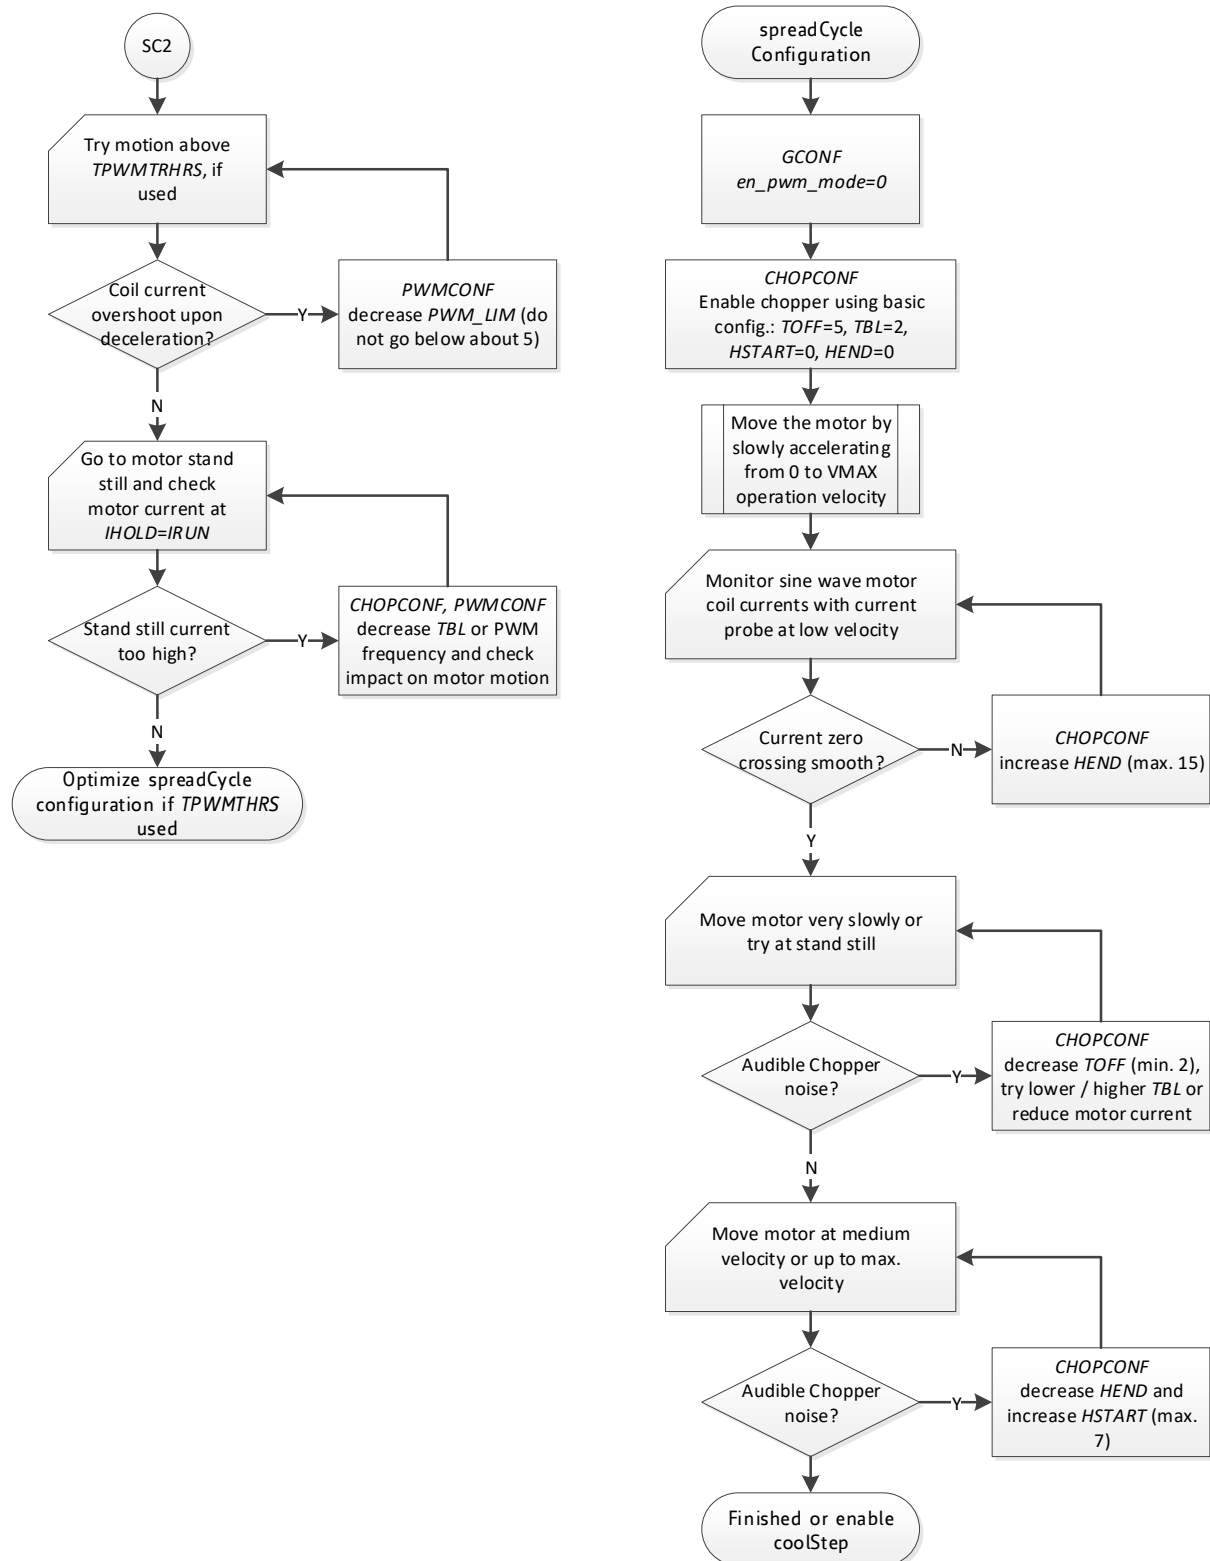 SC2
Try motion above
TPWMTRHRS, if
used
Coil current
overshoot upon
deceleration?
Y
PWMCONF
decrease PWM_LIM (do
not go below about 5)
N
Go to motor stand
still and check
motor current at
IHOLD=IRUN
Stand still current
too high?
Y
CHOPCONF, PWMCONF
decrease TBL or PWM
frequency and check
impact on motor motion
N
Optimize spreadCycle
configuration if TPWMTHRS
used
spreadCycle
Configuration
GCONF
en_pwm_mode=0
CHOPCONF
Enable chopper using basic
config.: TOFF=5, TBL=2,
HSTART=0, HEND=0
Move the motor by
slowly accelerating
from 0 to VMAX
operation velocity
Monitor sine wave motor
coil currents with current
probe at low velocity
Current zero
crossing smooth?
N
CHOPCONF
increase HEND (max. 15)
Y
Move motor very slowly or
try at stand still
Audible Chopper
noise?
Y
CHOPCONF
decrease TOFF (min. 2),
try lower / higher TBL or
reduce motor current
N
Move motor at medium
velocity or up to max.
velocity
Audible Chopper
noise?
Y
CHOPCONF
decrease HEND and
increase HSTART (max.
7)
Finished or enable
coolStep